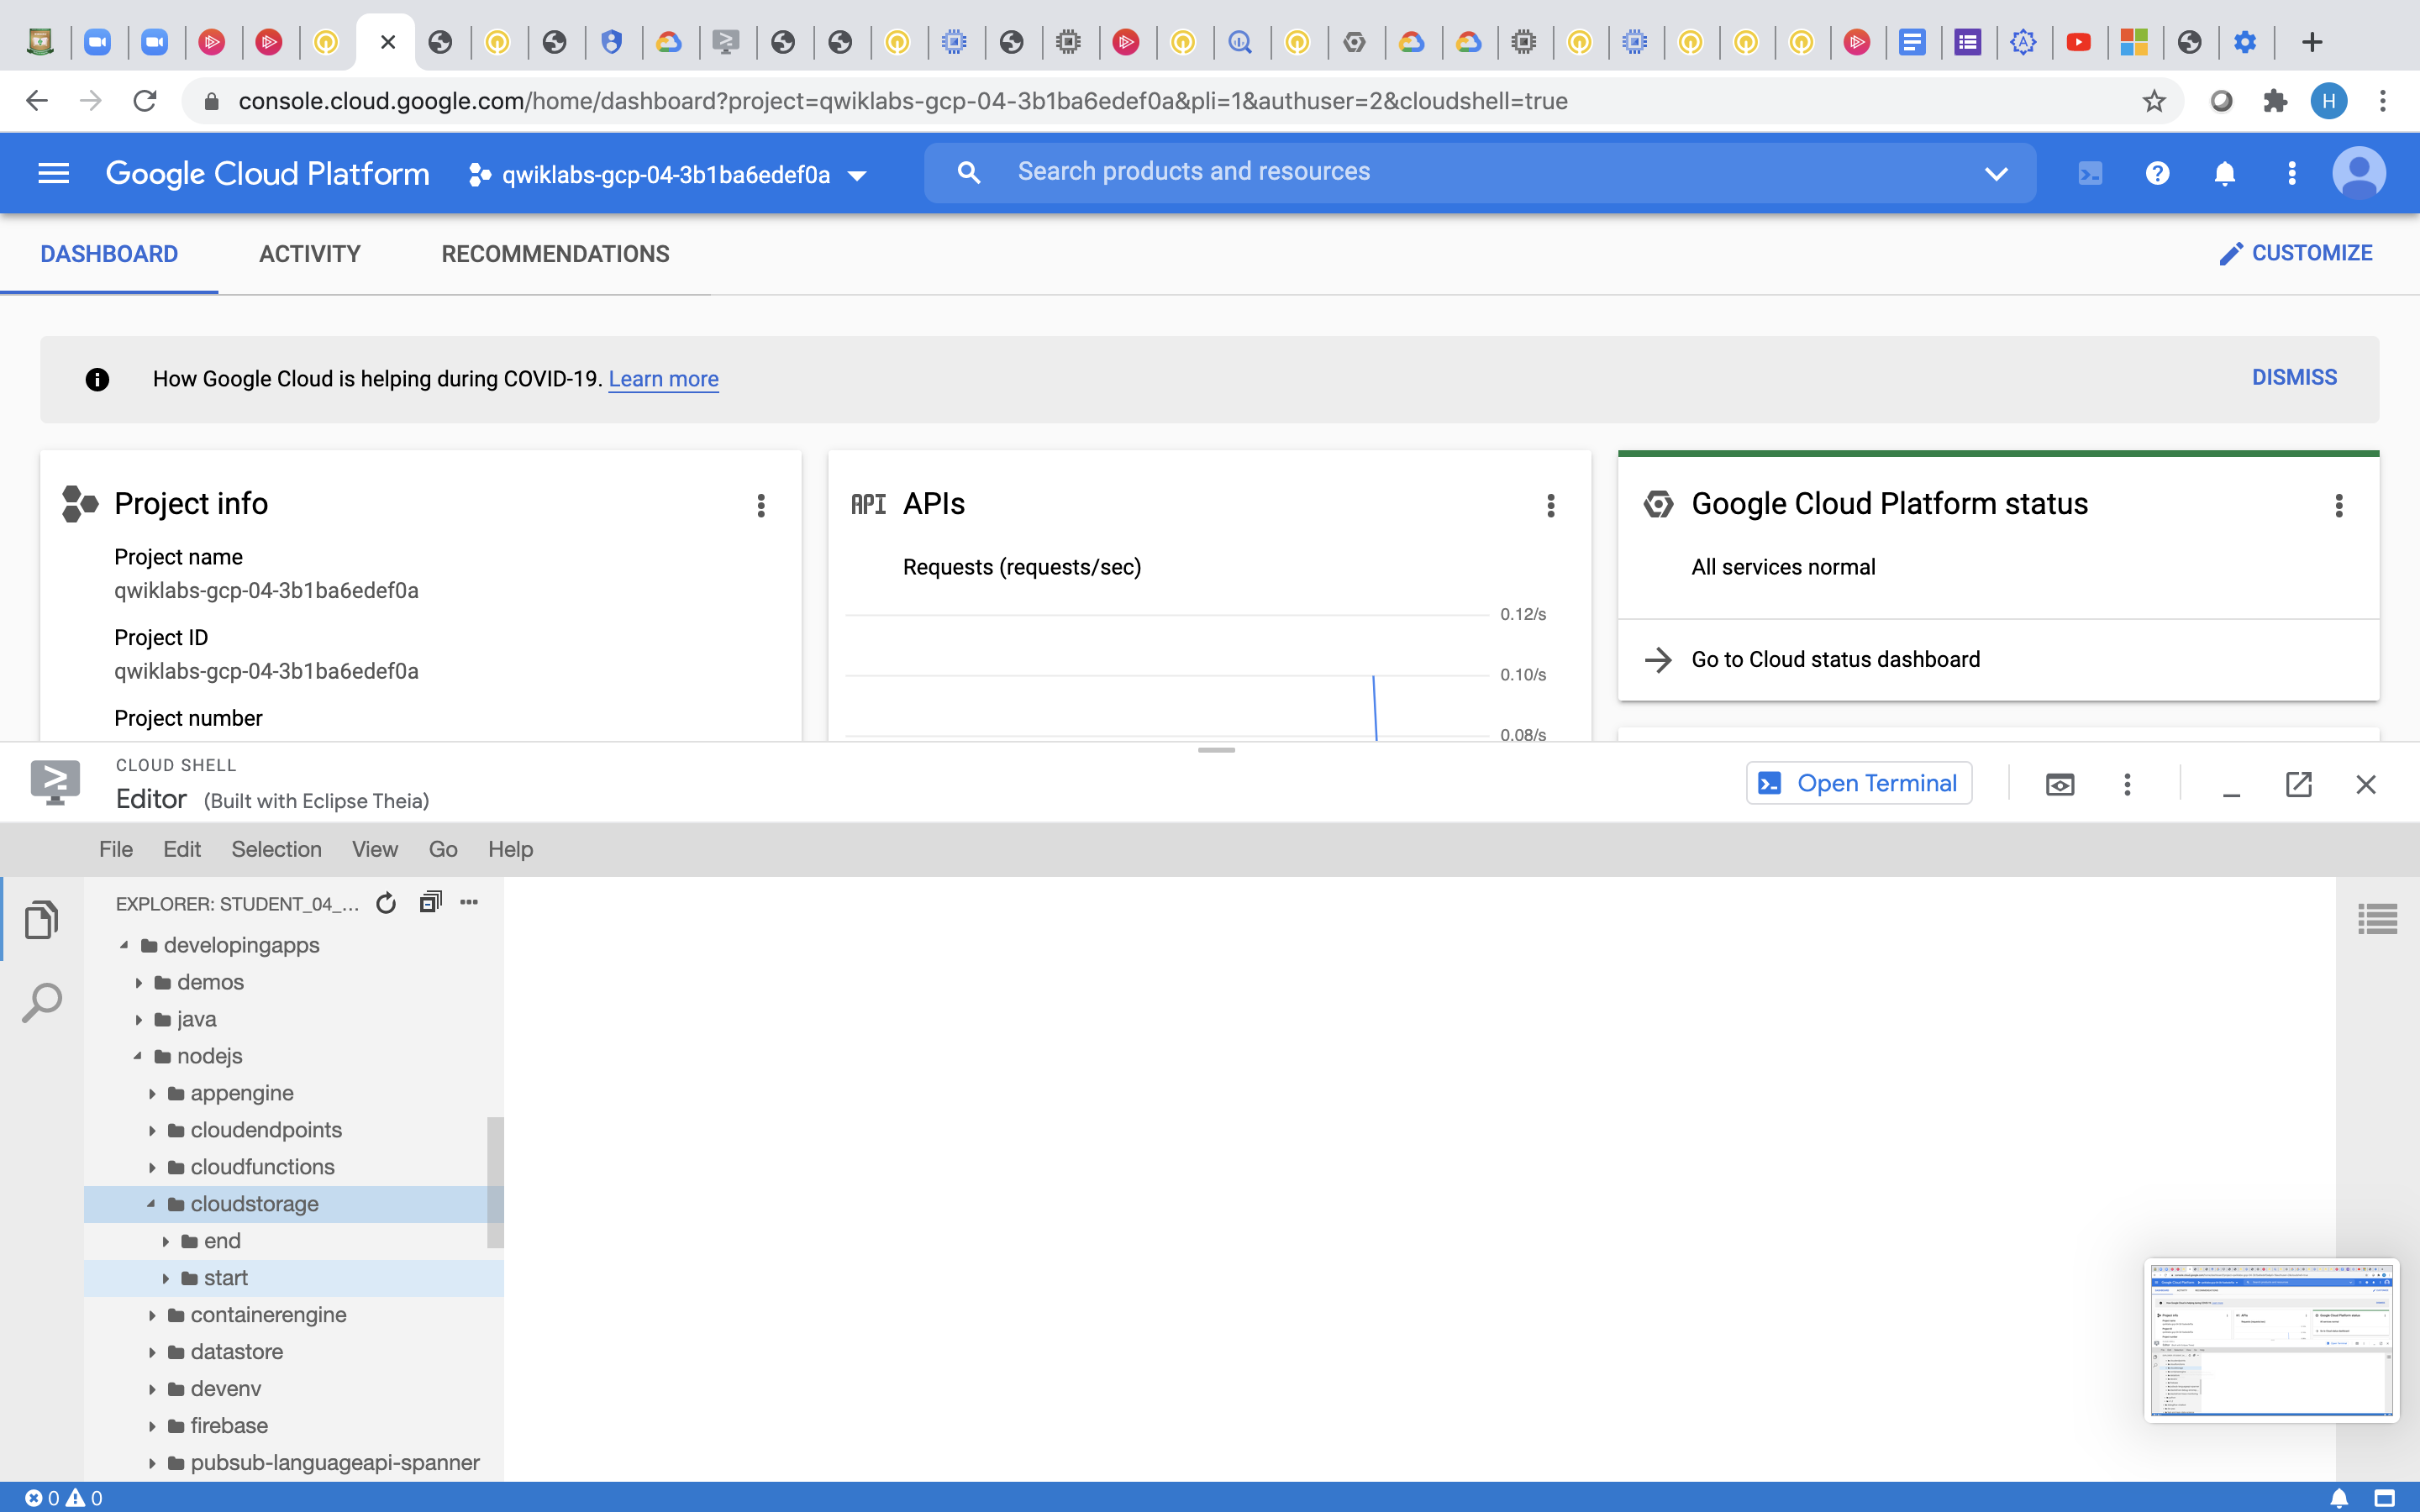 console.cloud.google.com/home/dashboard?project=qwiklabs-gcp-04-3b1ba6edef0a&pli=1&authuser=2&cloudshell=true
H
Google Cloud Platform
qwiklabs-gcp-04-3b1ba6edef0a
Search products and resources
DASHBOARD
ACTIVITY
RECOMMENDATIONS
CUSTOMIZE
How Google Cloud is helping during COVID-19. Learn more
DISMISS
Project info
Project name
qwiklabs-gcp-04-3b1ba6edef0a
Project ID
qwiklabs-gcp-04-3b1ba6edef0a
Project number
API APIs
Requests (requests/sec)
0.12/s
0.10/s
0.08/s
Google Cloud Platform status
All services normal
Go to Cloud status dashboard
CLOUD SHELL
Editor (Built with Eclipse Theia)
Open Terminal
File Edit Selection View Go Help
EXPLORER: STUDENT_04_...
developingapps
demos
java
nodejs
appengine
cloudendpoints
cloudfunctions
cloudstorage
end
start
containerengine
datastore
devenv
firebase
pubsub-languageapi-spanner
0 0